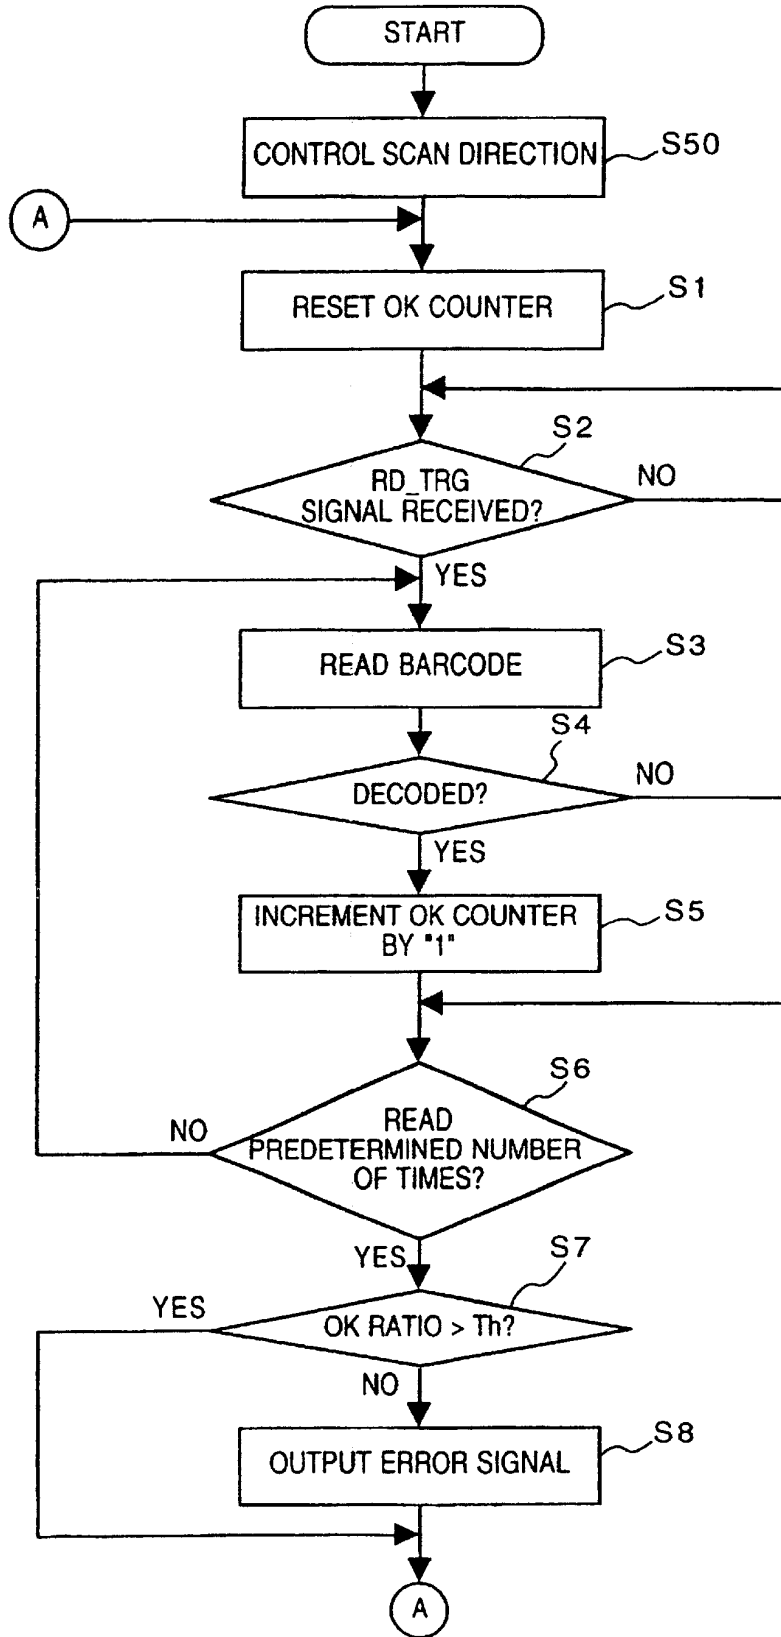 START
CONTROL SCAN DIRECTION
S50
A
RESET OK COUNTER
S1
S2
RD_TRG
SIGNAL RECEIVED?
NO
YES
READ BARCODE
S3
S4
DECODED?
NO
YES
INCREMENT OK COUNTER
BY "1"
S5
S6
READ
PREDETERMINED NUMBER
OF TIMES?
NO
YES
S7
YES
OK RATIO > Th?
NO
OUTPUT ERROR SIGNAL
S8
A